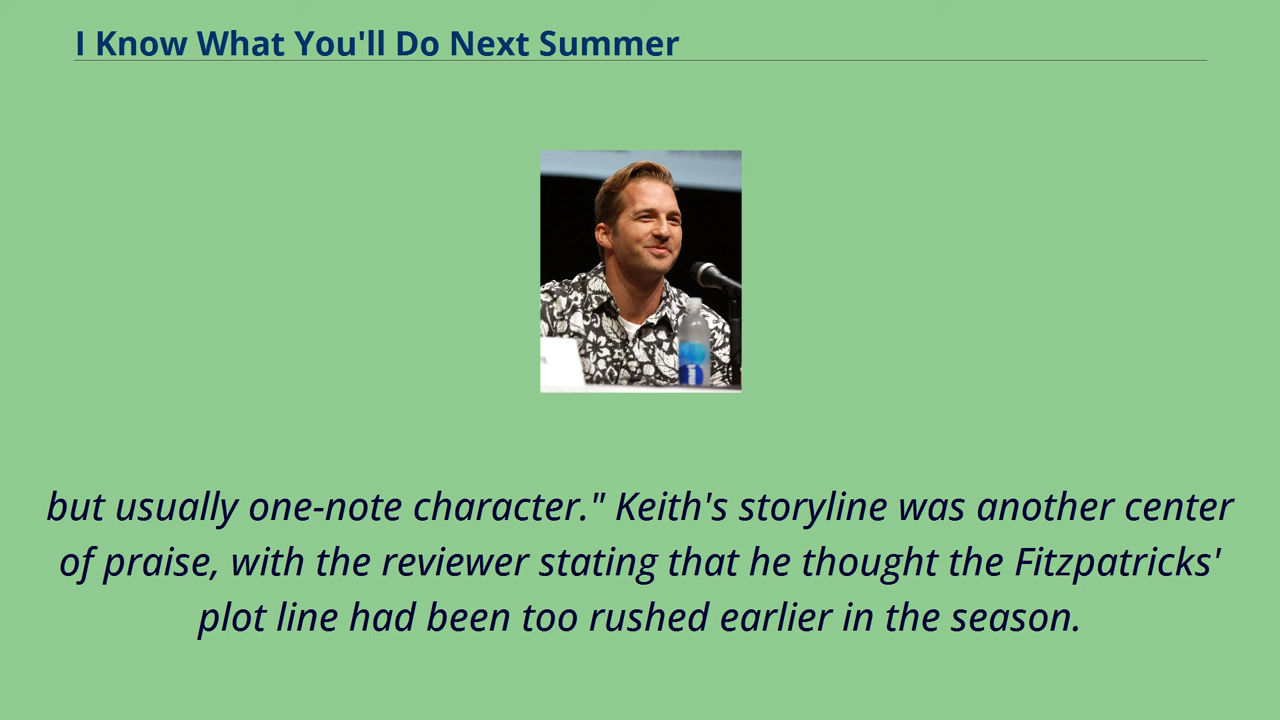 I Know What You'll Do Next Summer
but usually one-note character." Keith's storyline was another center
of praise, with the reviewer stating that he thought the Fitzpatricks'
plot line had been too rushed earlier in the season.